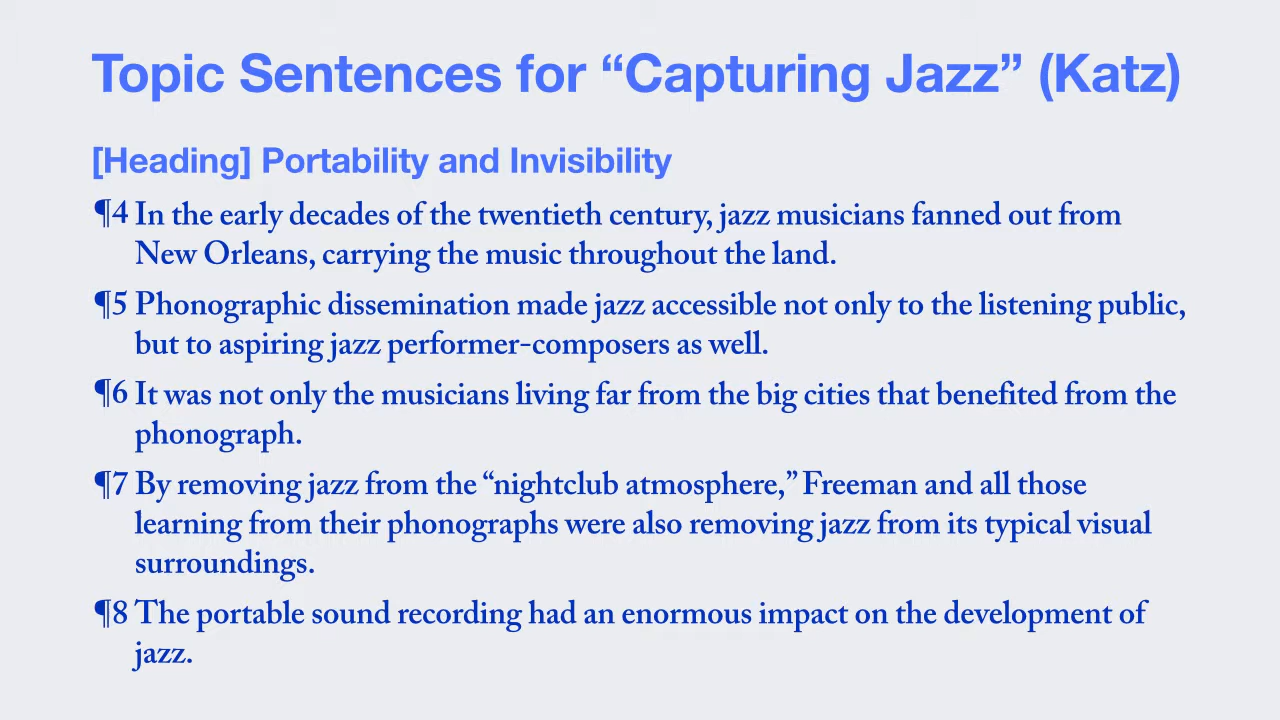 Topic Sentences for “Capturing Jazz” (Katz)
[Heading] Portability and Invisibility
¶4 In the early decades of the twentieth century, jazz musicians fanned out from
New Orleans, carrying the music throughout the land.
¶5 Phonographic dissemination made jazz accessible not only to the listening public,
but to aspiring jazz performer-composers as well.
¶6 It was not only the musicians living far from the big cities that benefited from the
phonograph.
¶7 By removing jazz from the “nightclub atmosphere,” Freeman and all those
learning from their phonographs were also removing jazz from its typical visual
surroundings.
¶8 The portable sound recording had an enormous impact on the development of
jazz.